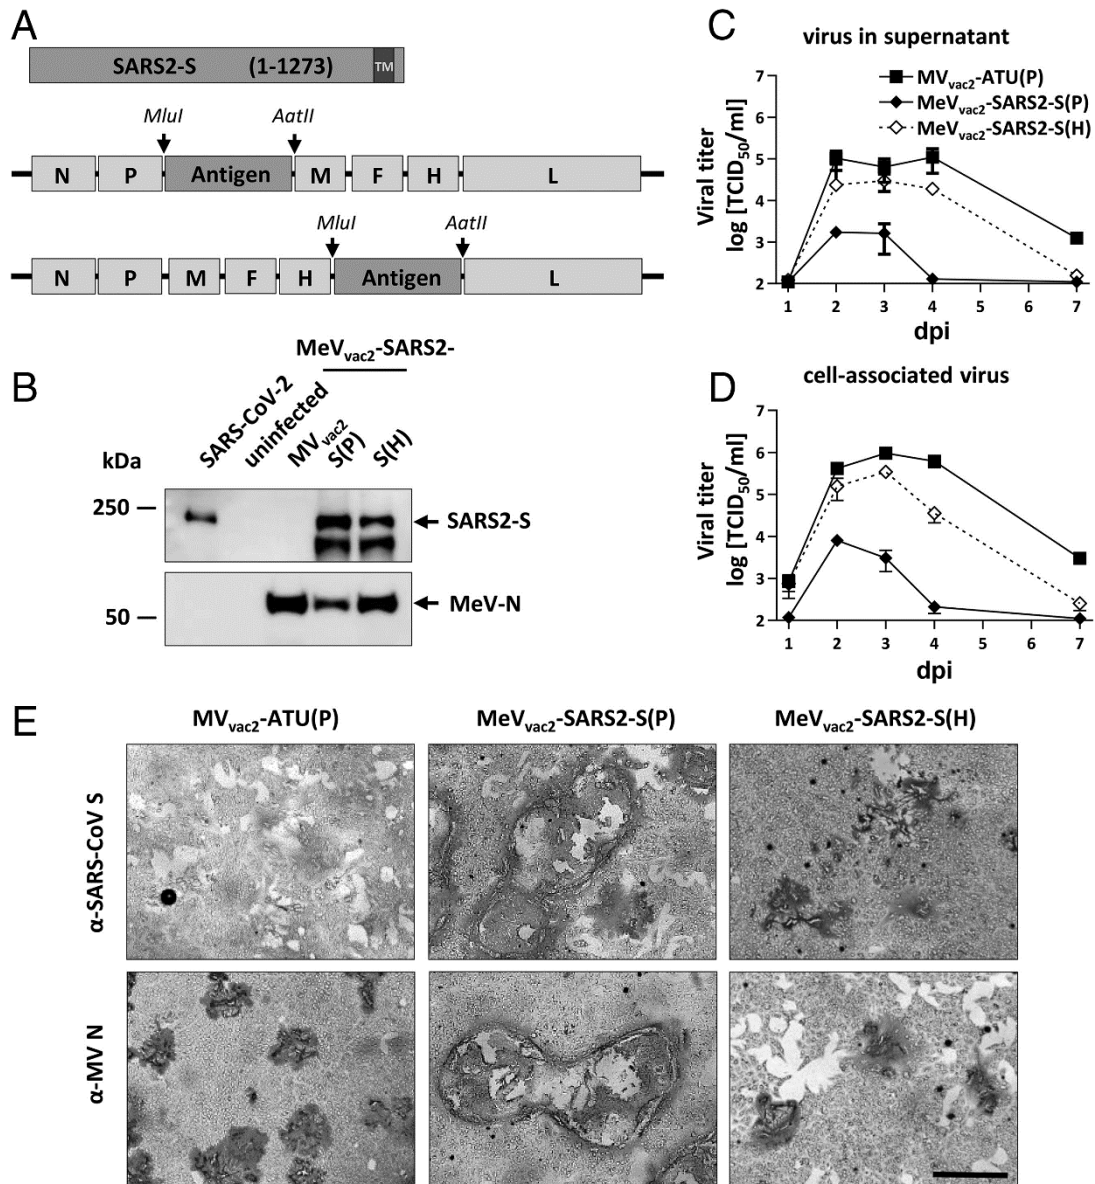 A
SARS2-S (1-1273) TM
MluI AatII
N P Antigen M F H L
MluI AatII
N P M F H Antigen L
B
MeVvac2-SARS2-
SARS-CoV-2
uninfected
MVvac2
S(P)
S(H)
kDa
250
SARS2-S
50
MeV-N
C
virus in supernatant
MVvac2-ATU(P)
MeVvac2-SARS2-S(P)
MeVvac2-SARS2-S(H)
Viral titer
log [TCID50/ml]
7
6
5
4
3
2
1 2 3 4 5 6 7
dpi
D
cell-associated virus
Viral titer
log [TCID50/ml]
7
6
5
4
3
2
1 2 3 4 5 6 7
dpi
E
MVvac2-ATU(P) MeVvac2-SARS2-S(P) MeVvac2-SARS2-S(H)
α-SARS-CoV S
α-MV N